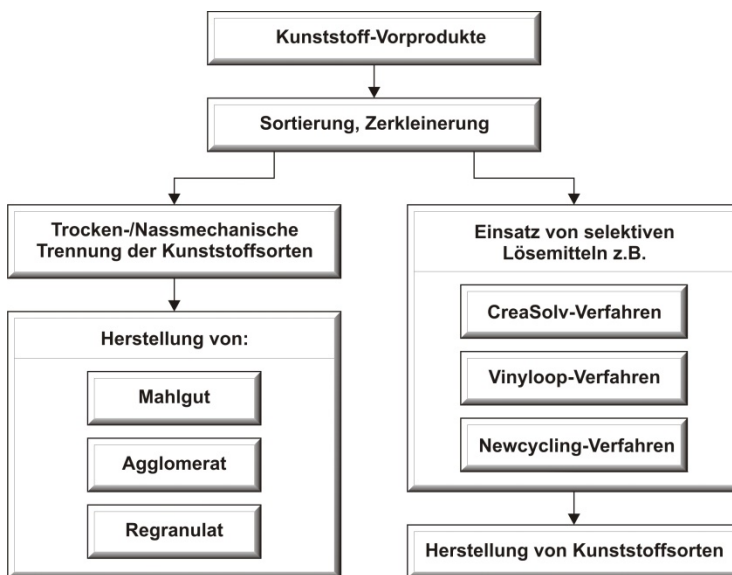 Kunststoff-Vorprodukte
Sortierung, Zerkleinerung
Trocken-/Nassmechanische
Trennung der Kunststoffsorten
Herstellung von:
Mahlgut
Agglomerat
Regranulat
Einsatz von selektiven
Lösemitteln z.B.
CreaSolv-Verfahren
Vinyloop-Verfahren
Newcycling-Verfahren
Herstellung von Kunststoffsorten